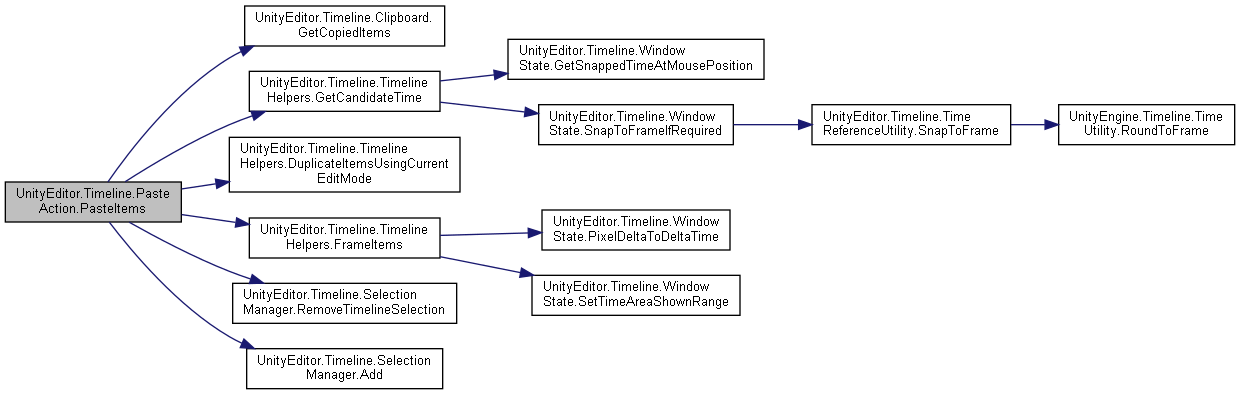 UnityEditor.Timeline.Paste
Action.PasteItems
UnityEditor.Timeline.Clipboard.
GetCopiedItems
UnityEditor.Timeline.Timeline
Helpers.GetCandidateTime
UnityEditor.Timeline.Window
State.GetSnappedTimeAtMousePosition
UnityEditor.Timeline.Window
State.SnapToFrameIfRequired
UnityEditor.Timeline.Time
ReferenceUtility.SnapToFrame
UnityEngine.Timeline.Time
Utility.RoundToFrame
UnityEditor.Timeline.Timeline
Helpers.DuplicateItemsUsingCurrent
EditMode
UnityEditor.Timeline.Timeline
Helpers.FrameItems
UnityEditor.Timeline.Window
State.PixelDeltaToDeltaTime
UnityEditor.Timeline.Window
State.SetTimeAreaShownRange
UnityEditor.Timeline.Selection
Manager.RemoveTimelineSelection
UnityEditor.Timeline.Selection
Manager.Add